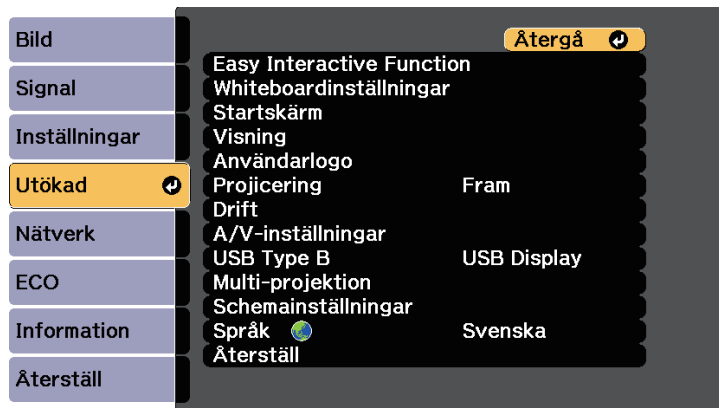 Bild
Signal
Inställningar
Utökad
Nätverk
ECO
Information
Återställ
Återgå
Easy Interactive Function
Whiteboardinställningar
Startskärm
Visning
Användarlogo
Projicering Fram
Drift
A/V-inställningar
USB Type B USB Display
Multi-projektion
Schemainställningar
Språk Svenska
Återställ